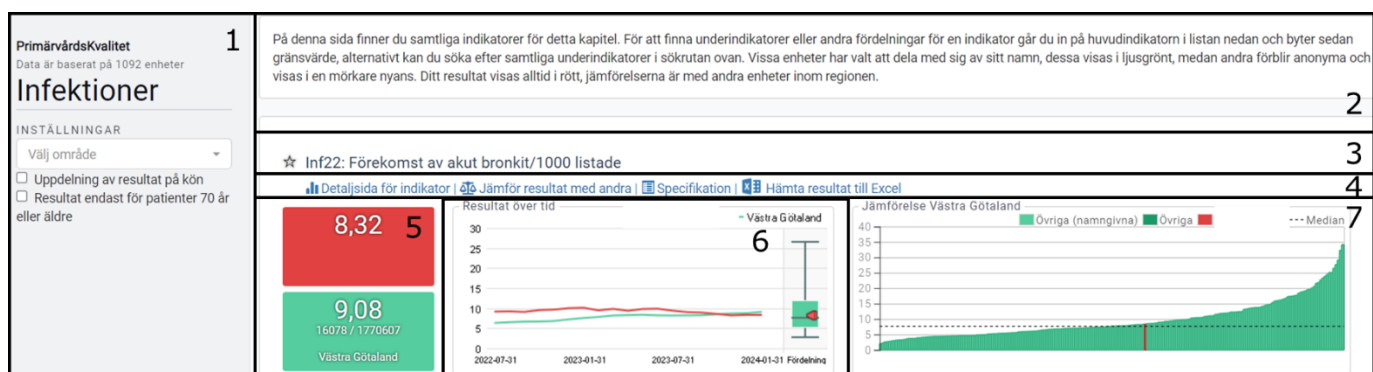 PrimärvårdsKvalitet
1
Data är baserat på 1092 enheter
Infektioner
INSTÄLLNINGAR
Välj område
Uppdelning av resultat på kön
Resultat endast för patienter 70 år
eller äldre
På denna sida finner du samtliga indikatorer för detta kapitel. För att finna underindikatorer eller andra fördelningar för en indikator går du in på huvudindikatorn i listan nedan och byter sedan
gränsvärde, alternativt kan du söka efter samtliga underindikatorer i sökrutan ovan. Vissa enheter har valt att dela med sig av sitt namn, dessa visas i ljusgrönt, medan andra förblir anonyma och
visas i en mörkare nyans. Ditt resultat visas alltid i rött, jämförelserna är med andra enheter inom regionen.
2
Inf22: Förekomst av akut bronkit/1000 listade
3
Detaljsida för indikator | Jämför resultat med andra | Specifikation | Hämta resultat till Excel
4
8,32
5
9,08
16078 / 1770607
Västra Götaland
Resultat över tid
Västra Götaland
6
30
25
20
15
10
5
0
2022-07-31 2023-01-31 2023-07-31 2024-01-31 Fördelning
Jämförelse Västra Götaland
7
Övriga (namngivna) Övriga Median
40
35
30
25
20
15
10
5
0